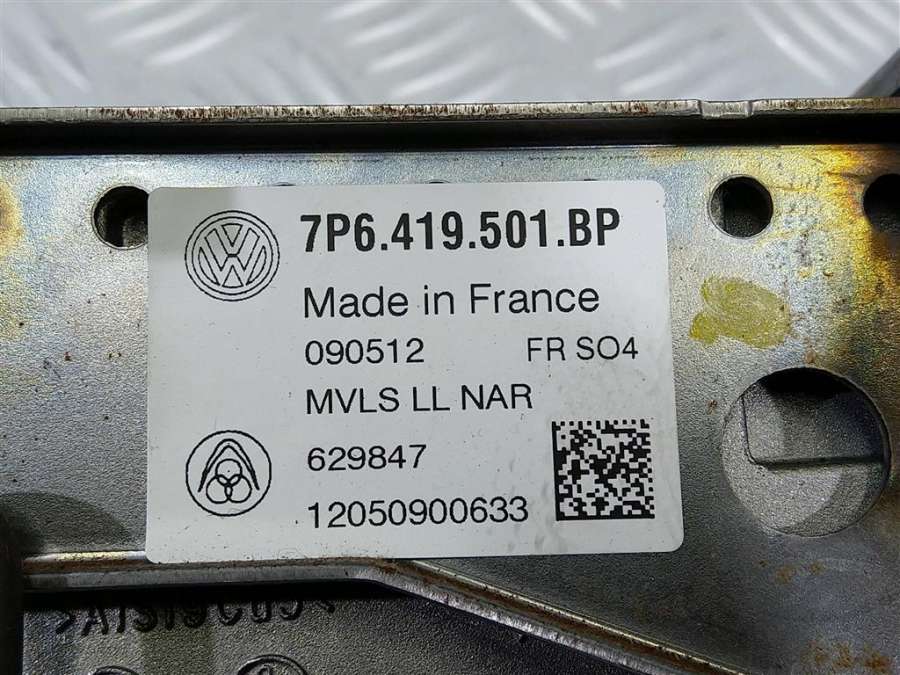 7P6.419.501.BP
Made in France
090512 FR SO4
MVLS LL NAR
629847
12050900633